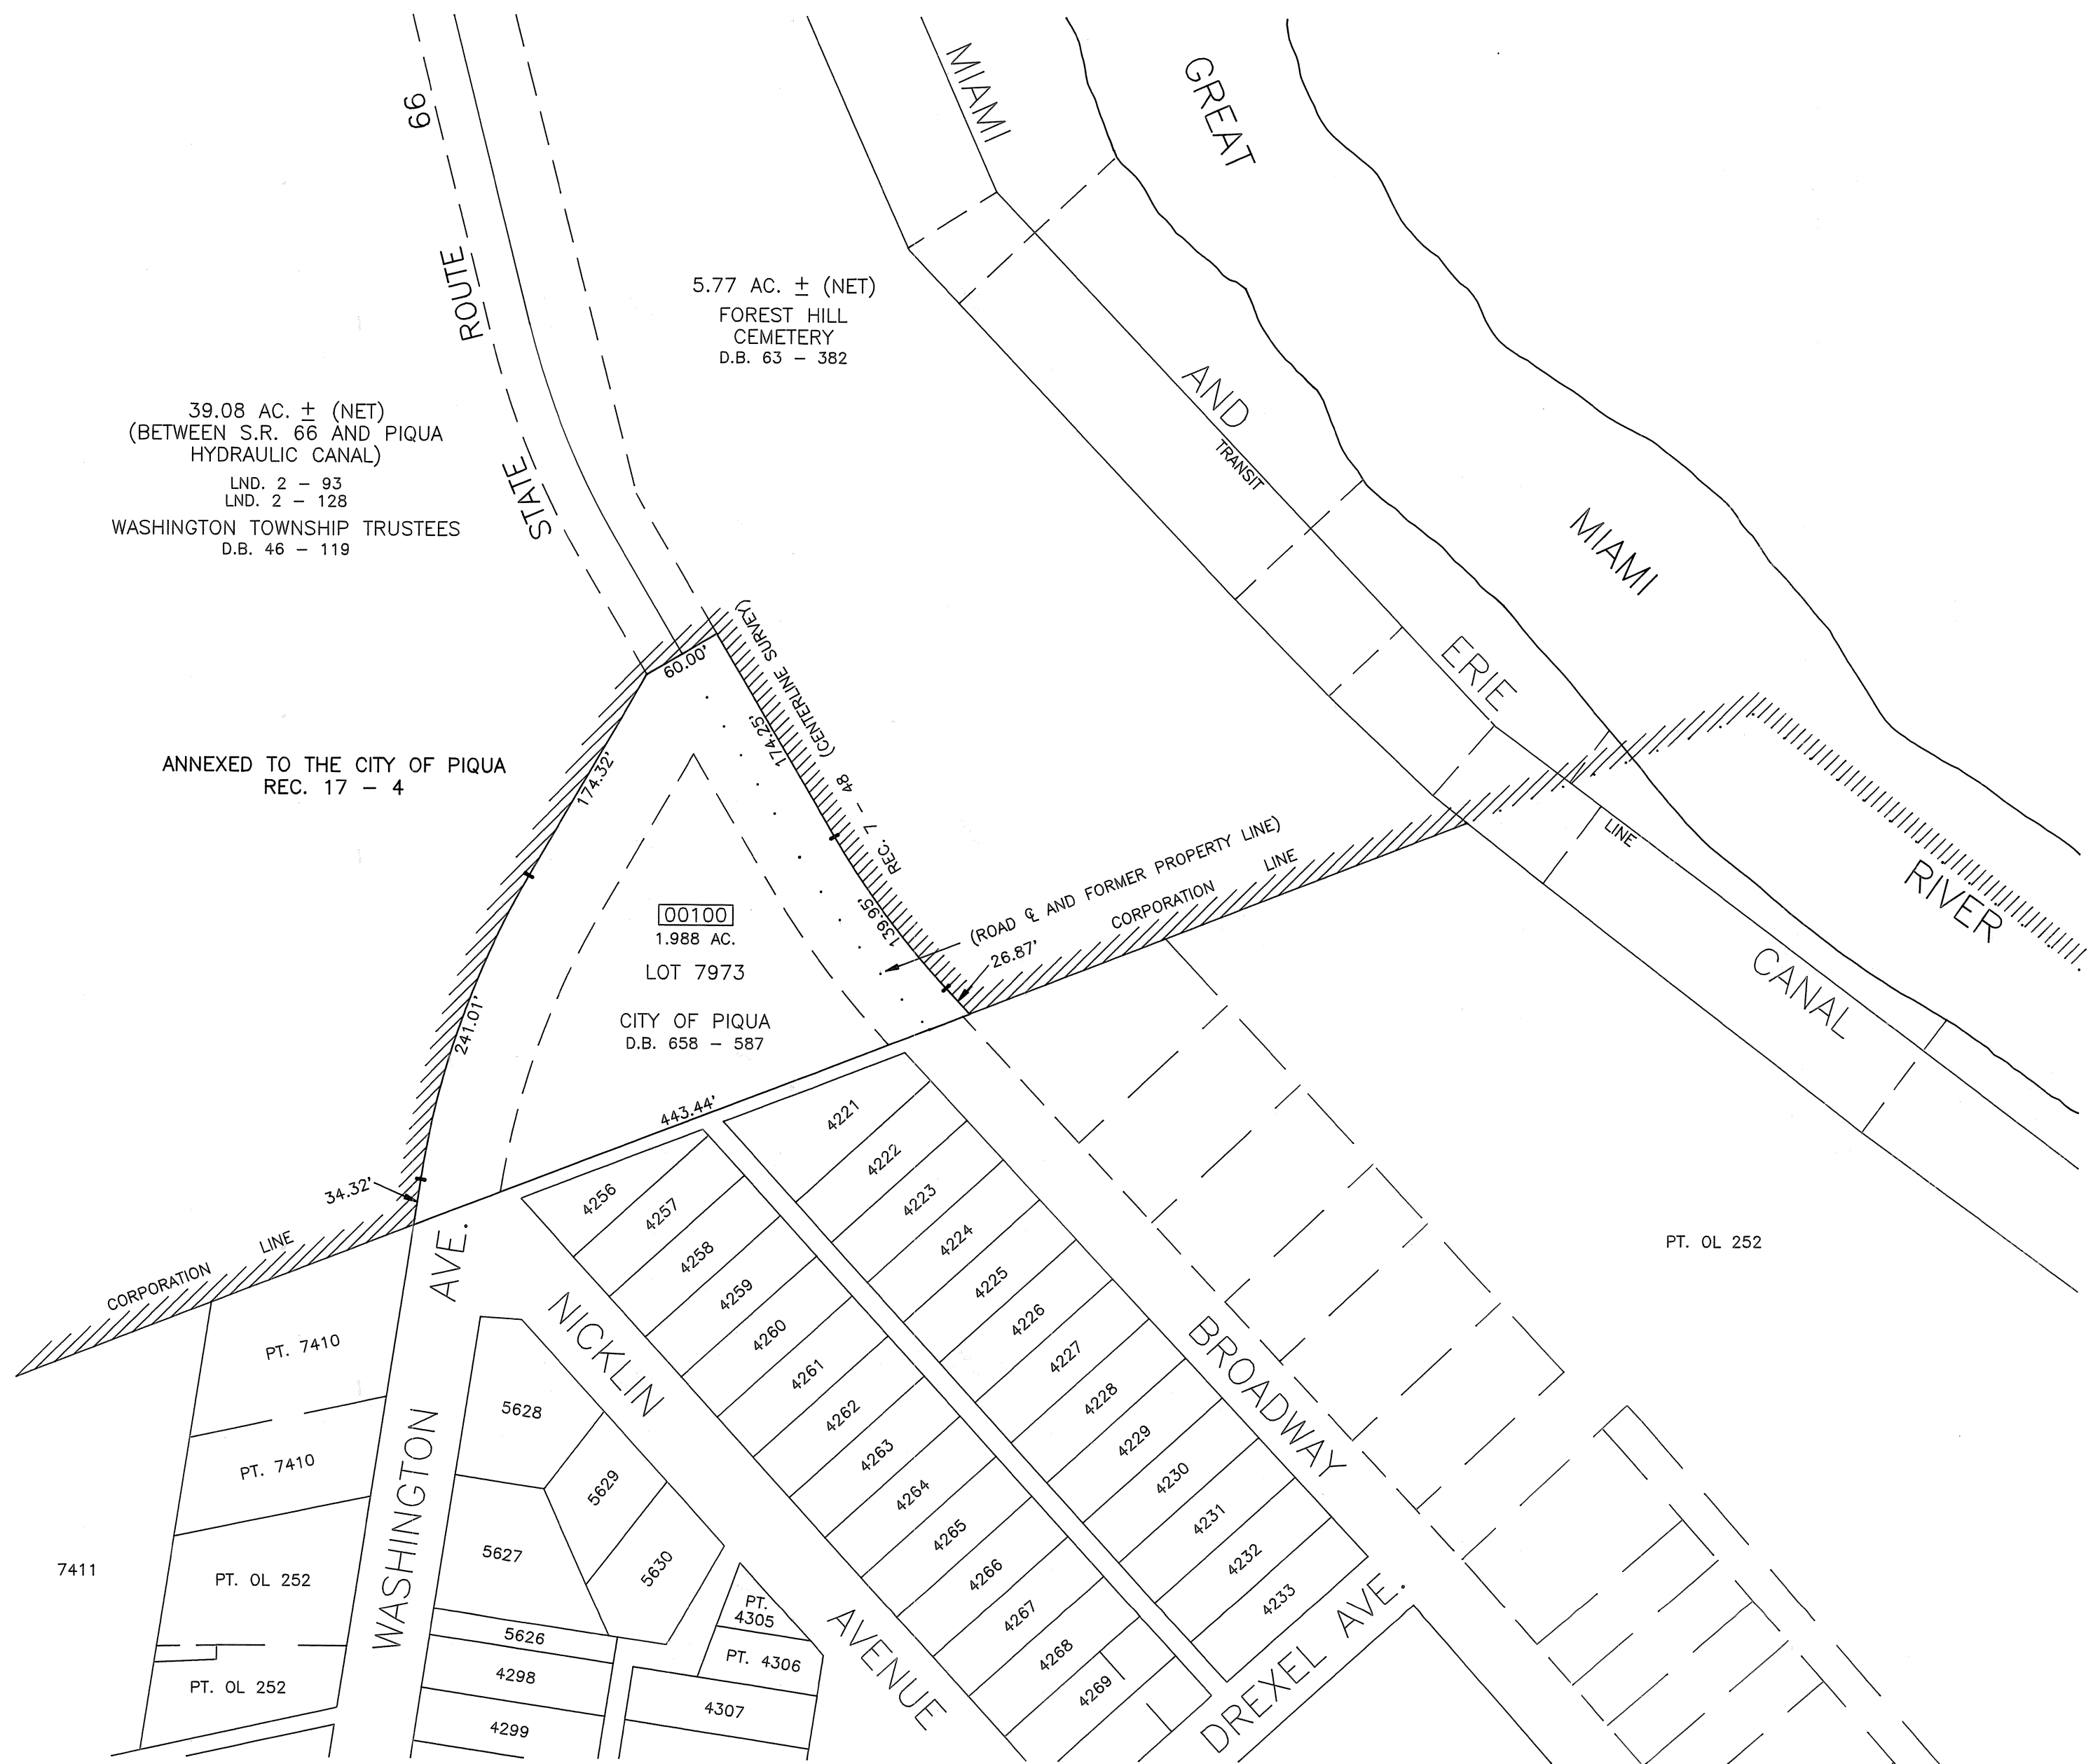 66
ROUTE
STATE
MIAMI
AND
ERIE
CANAL
TRANSIT
LINE
GREAT
MIAMI
RIVER
5.77 AC. ± (NET)
FOREST HILL
CEMETERY
D.B. 63 – 382
39.08 AC. ± (NET)
(BETWEEN S.R. 66 AND PIQUA
HYDRAULIC CANAL)
LND. 2 – 93
LND. 2 – 128
WASHINGTON TOWNSHIP TRUSTEES
D.B. 46 – 119
ANNEXED TO THE CITY OF PIQUA
REC. 17 – 4
60.00'
174.25'
REC. 7 – 48 (CENTERLINE SURVEY)
174.32'
139.95'
(ROAD ℄ AND FORMER PROPERTY LINE)
26.87'
CORPORATION LINE
00100
1.988 AC.
LOT 7973
CITY OF PIQUA
D.B. 658 – 587
241.01'
443.44'
34.32'
CORPORATION LINE
WASHINGTON AVE.
NICKLIN AVENUE
BROADWAY
DREXEL AVE.
PT. OL 252
4221
4222
4223
4224
4225
4226
4227
4228
4229
4230
4231
4232
4233
4256
4257
4258
4259
4260
4261
4262
4263
4264
4265
4266
4267
4268
4269
PT. 7410
PT. 7410
7411
PT. OL 252
PT. OL 252
5628
5629
5627
5630
5626
4298
4299
PT.
4305
PT. 4306
4307